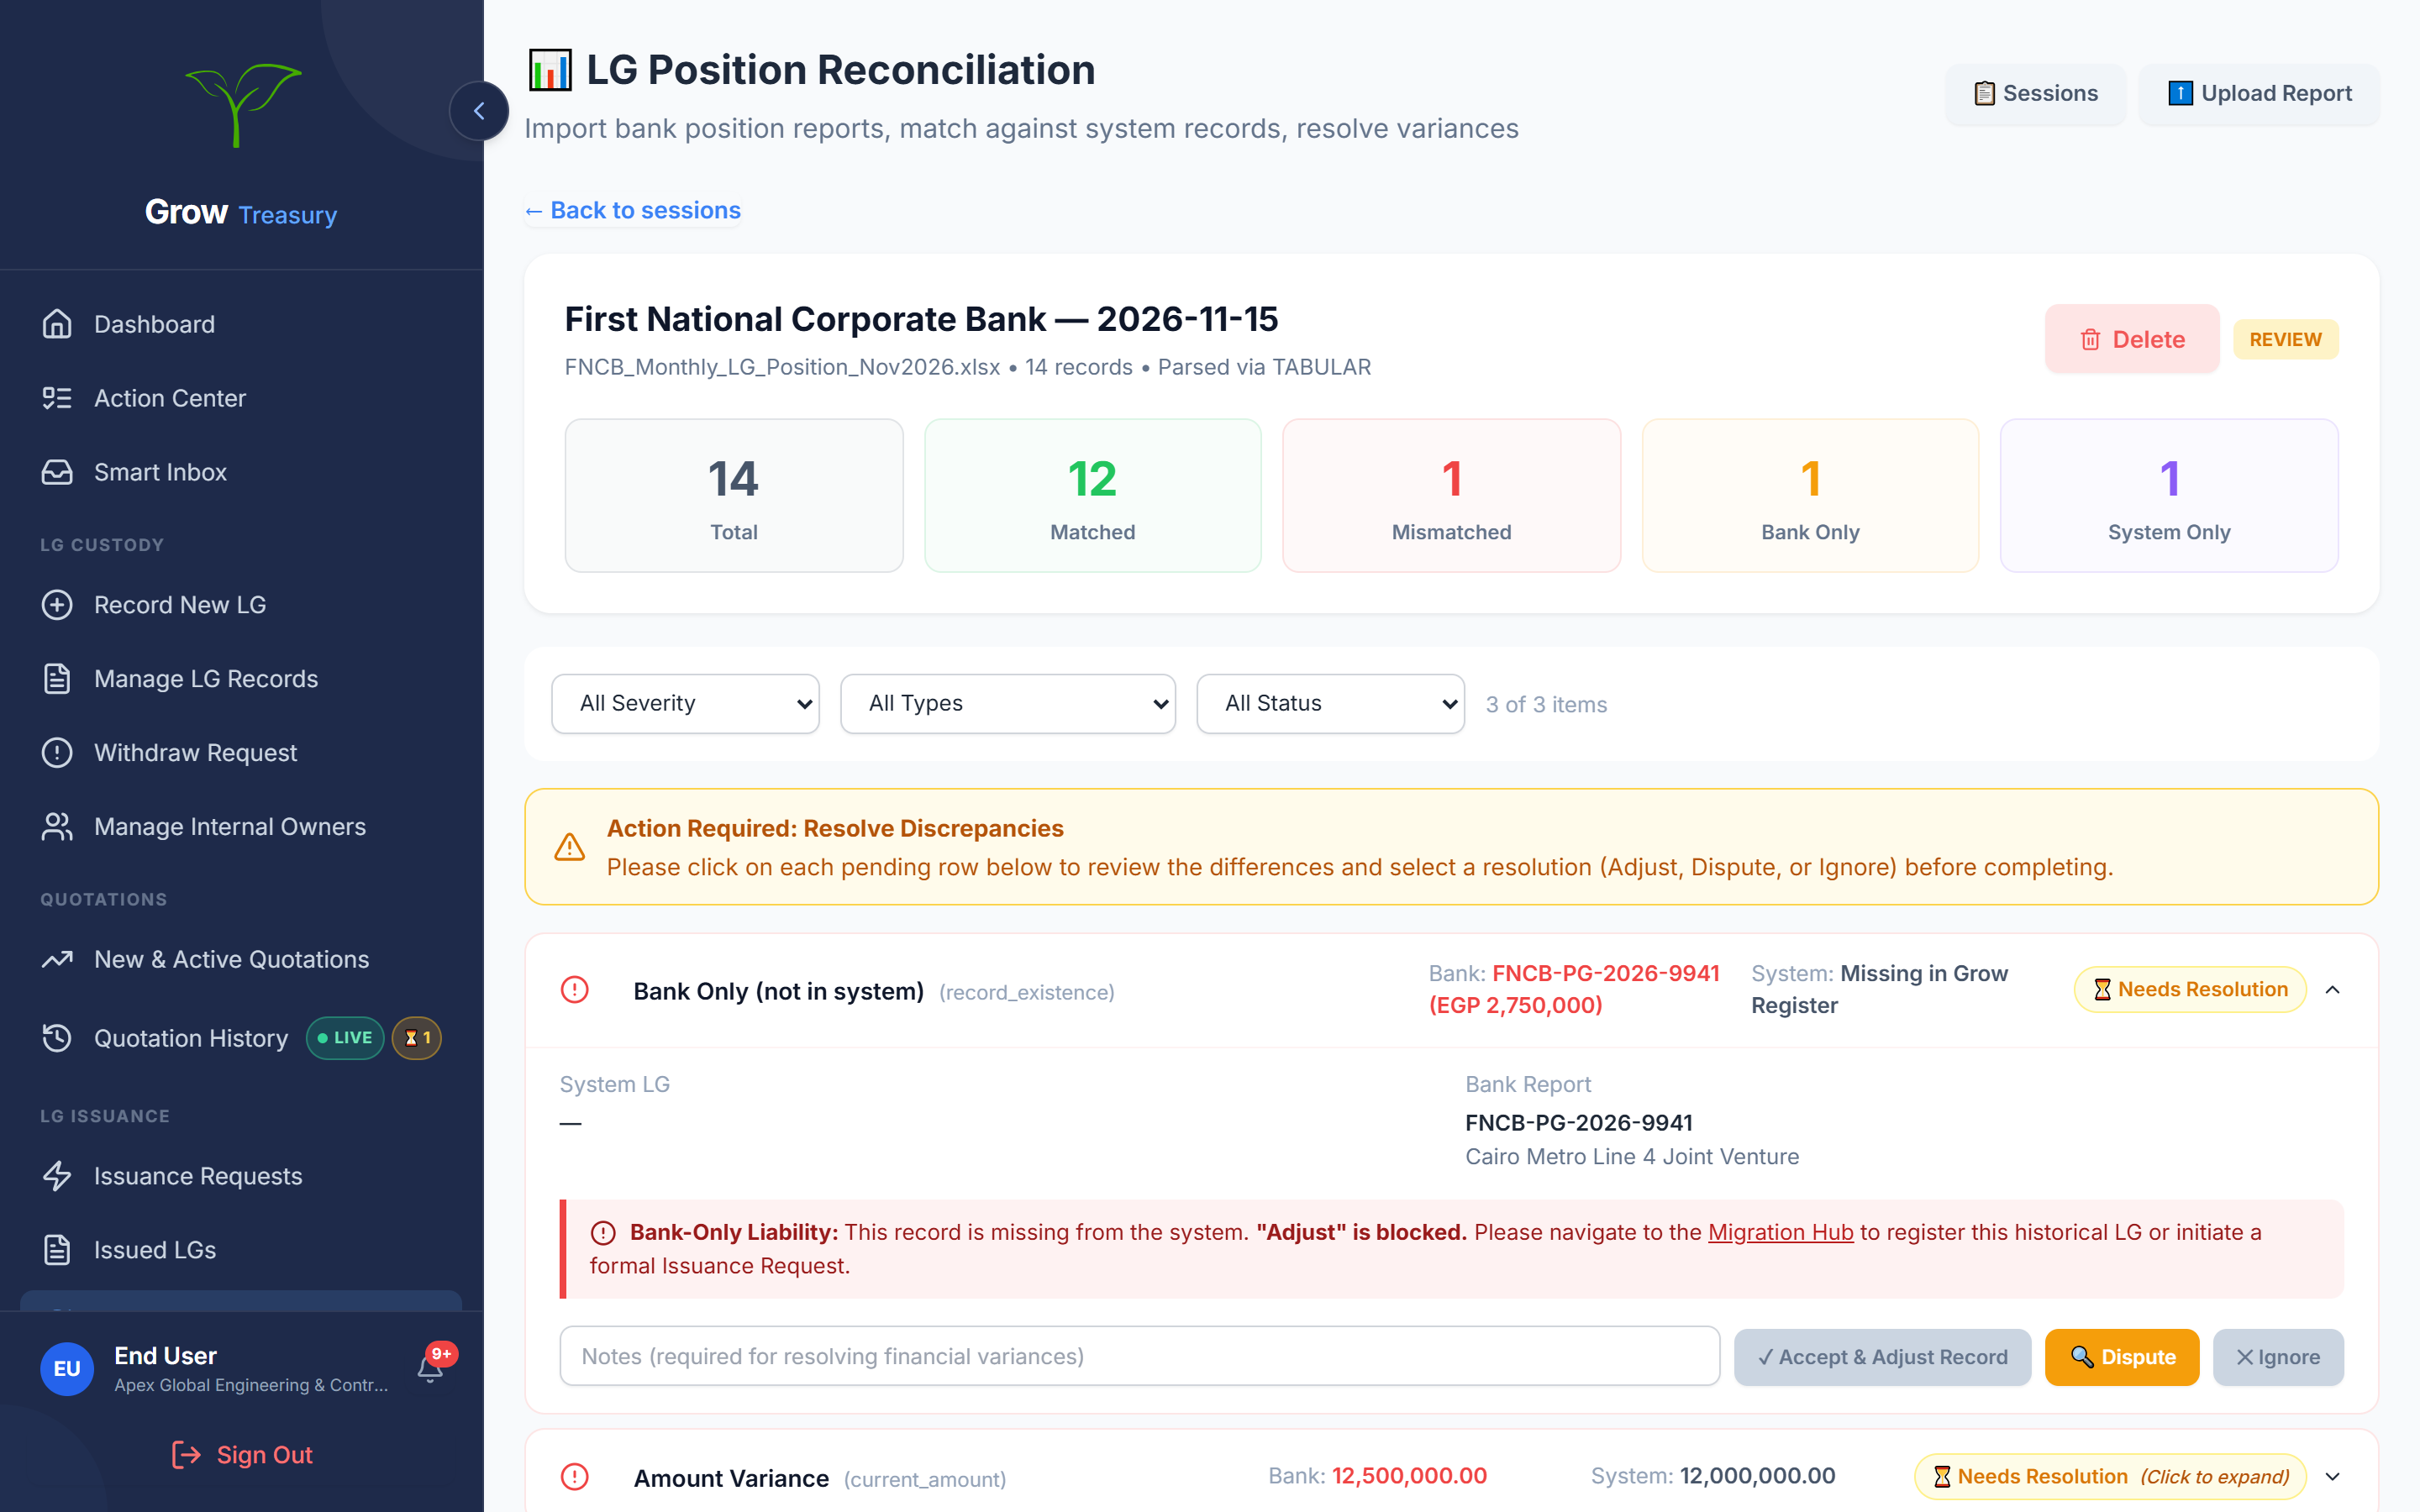 Grow Treasury
Dashboard
Action Center
Smart Inbox
LG CUSTODY
Record New LG
Manage LG Records
Withdraw Request
Manage Internal Owners
QUOTATIONS
New & Active Quotations
Quotation History LIVE 1
LG ISSUANCE
Issuance Requests
Issued LGs
EU End User 9+
Apex Global Engineering & Contr...
Sign Out
LG Position Reconciliation
Import bank position reports, match against system records, resolve variances
Sessions
Upload Report
← Back to sessions
First National Corporate Bank — 2026-11-15
FNCB_Monthly_LG_Position_Nov2026.xlsx • 14 records • Parsed via TABULAR
Delete
REVIEW
14
Total
12
Matched
1
Mismatched
1
Bank Only
1
System Only
All Severity
All Types
All Status
3 of 3 items
Action Required: Resolve Discrepancies
Please click on each pending row below to review the differences and select a resolution (Adjust, Dispute, or Ignore) before completing.
Bank Only (not in system) (record_existence)
Bank: FNCB-PG-2026-9941
(EGP 2,750,000)
System: Missing in Grow
Register
Needs Resolution
System LG
—
Bank Report
FNCB-PG-2026-9941
Cairo Metro Line 4 Joint Venture
Bank-Only Liability: This record is missing from the system. "Adjust" is blocked. Please navigate to the Migration Hub to register this historical LG or initiate a
formal Issuance Request.
Notes (required for resolving financial variances)
✓ Accept & Adjust Record
Dispute
✕ Ignore
Amount Variance (current_amount)
Bank: 12,500,000.00
System: 12,000,000.00
Needs Resolution (Click to expand)